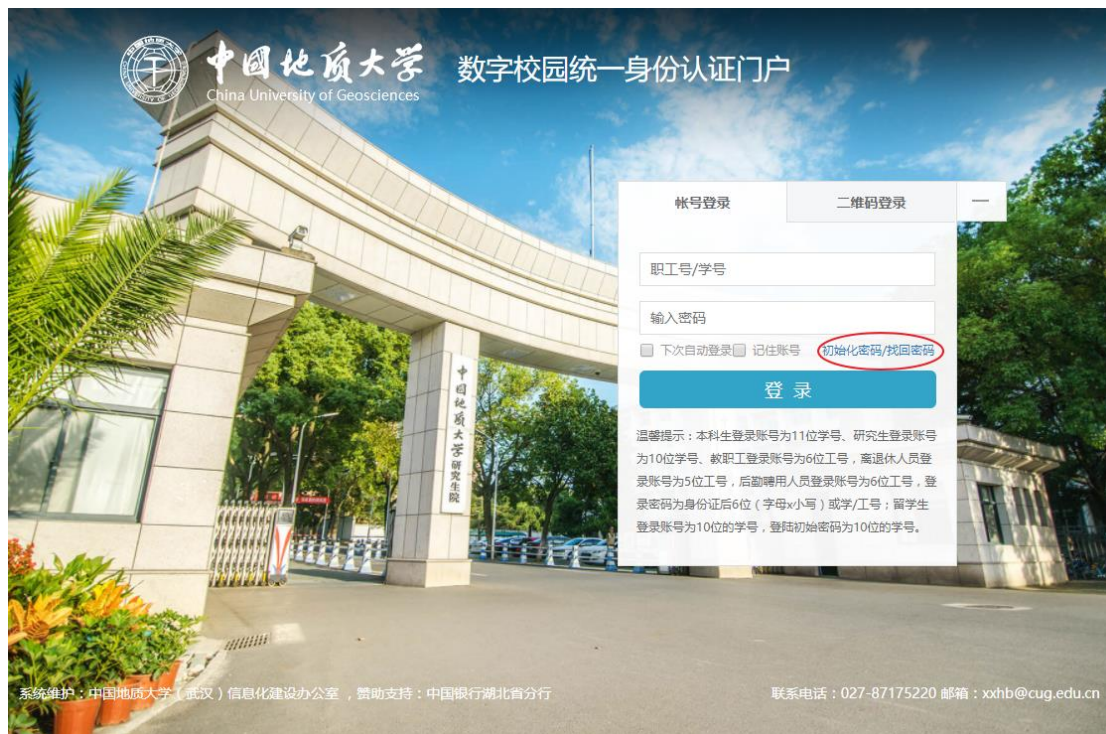 中國地质大学 数字校园统一身份认证门户
China University of Geosciences
帐号登录 二维码登录
职工号/学号
输入密码
下次自动登录 记住账号 初始化密码/找回密码
登 录
温馨提示：本科生登录账号为11位学号、研究生登录账号
为10位学号、教职工登录账号为6位工号，离退休人员登
录账号为5位工号，后勤聘用人员登录账号为6位工号，登
录密码为身份证后6位（字母x小写）或学/工号；留学生
登录账号为10位的学号，登陆初始密码为10位的学号。
中国地质大学研究生院
系统维护：中国地质大学（武汉）信息化建设办公室 ，赞助支持：中国银行湖北省分行
联系电话：027-87175220 邮箱：xxhb@cug.edu.cn